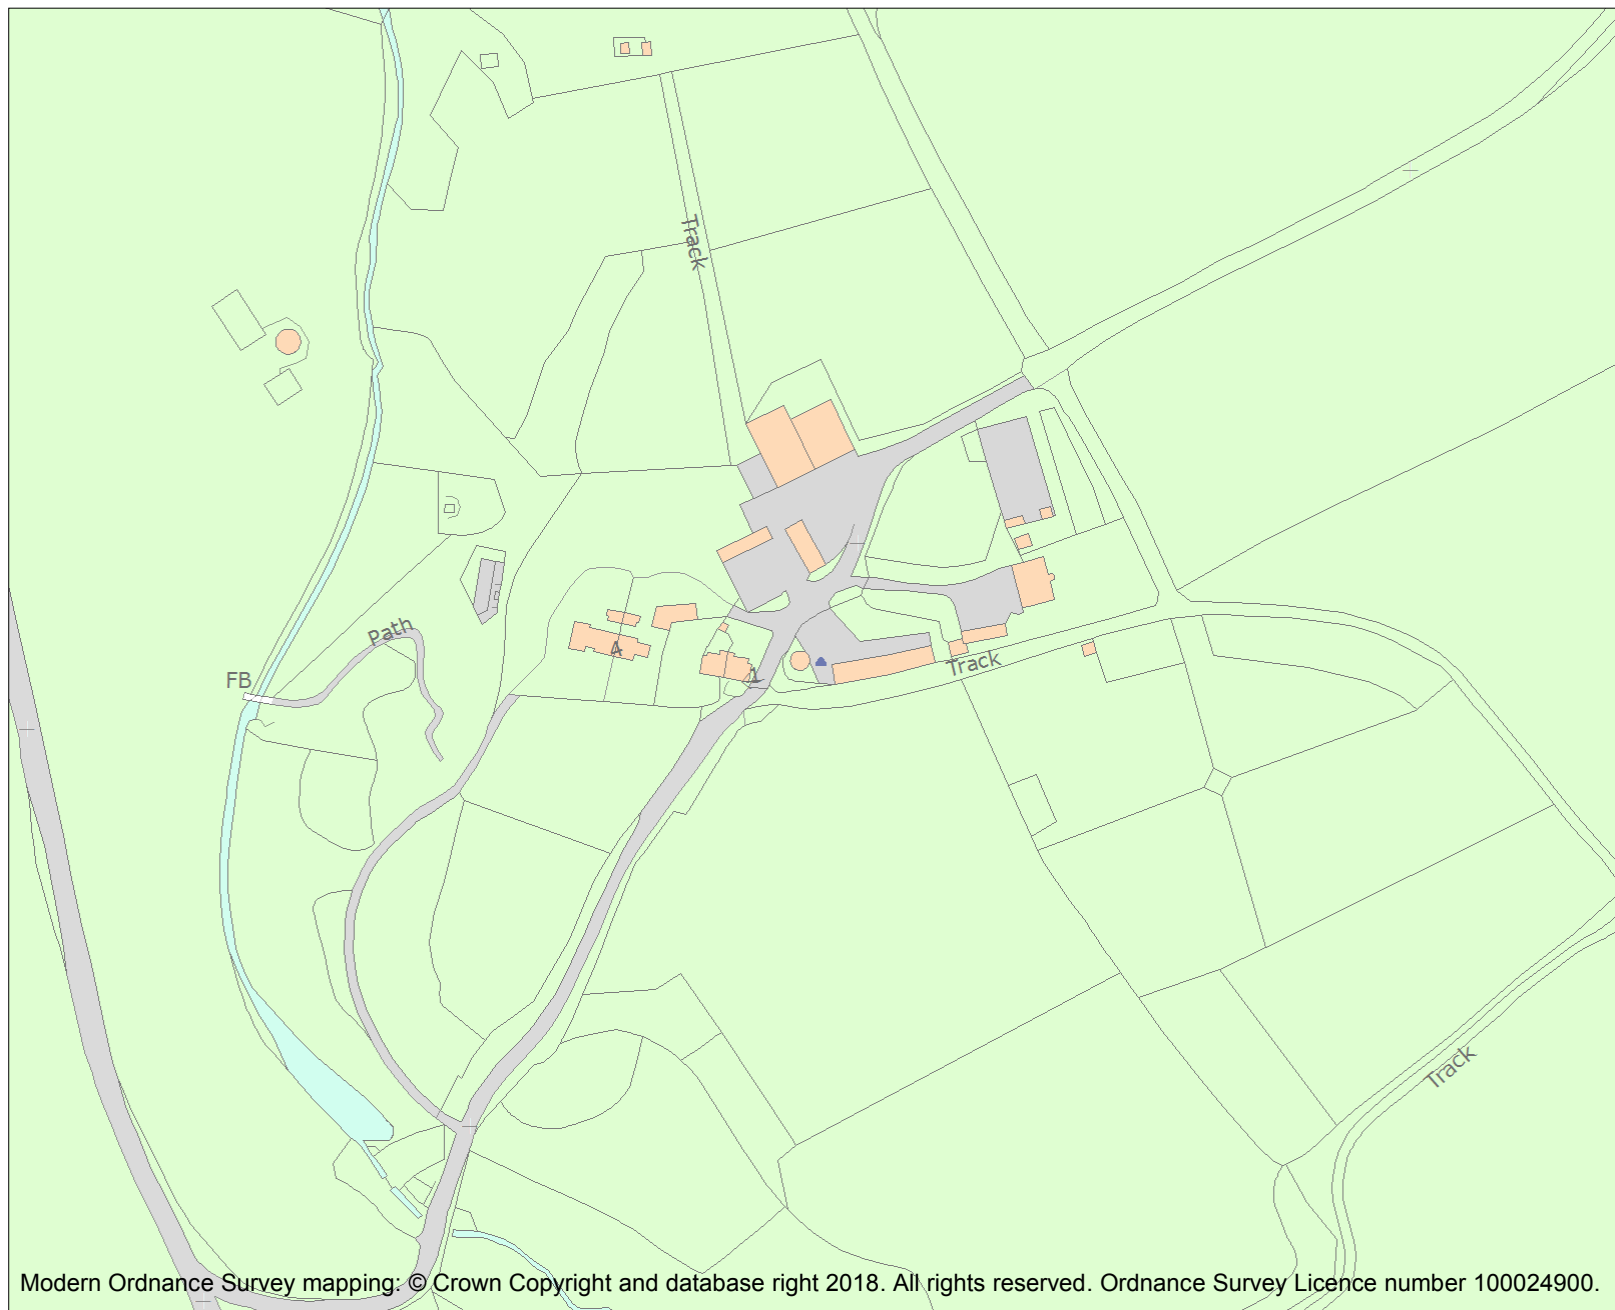 Track
Path
4
1
Track
FB
Track
Modern Ordnance Survey mapping: © Crown Copyright and database right 2018. All rights reserved. Ordnance Survey Licence number 100024900.